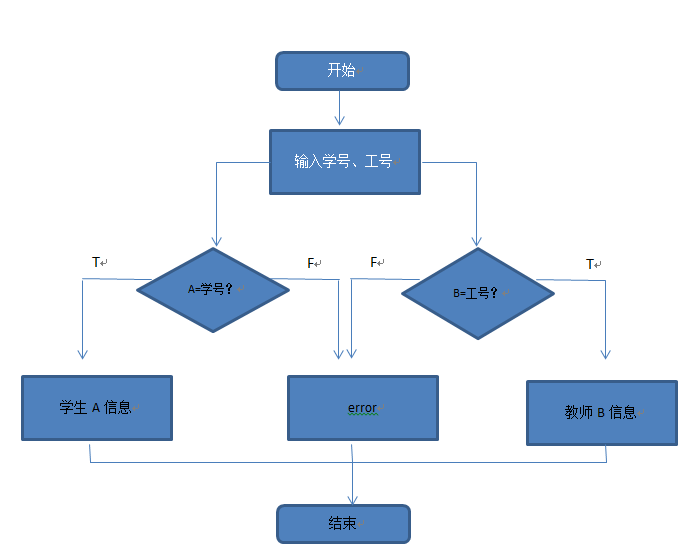 开始
输入学号、工号
T
F
F
T
A=学号？
B=工号？
学生 A 信息
error
教师 B 信息
结束